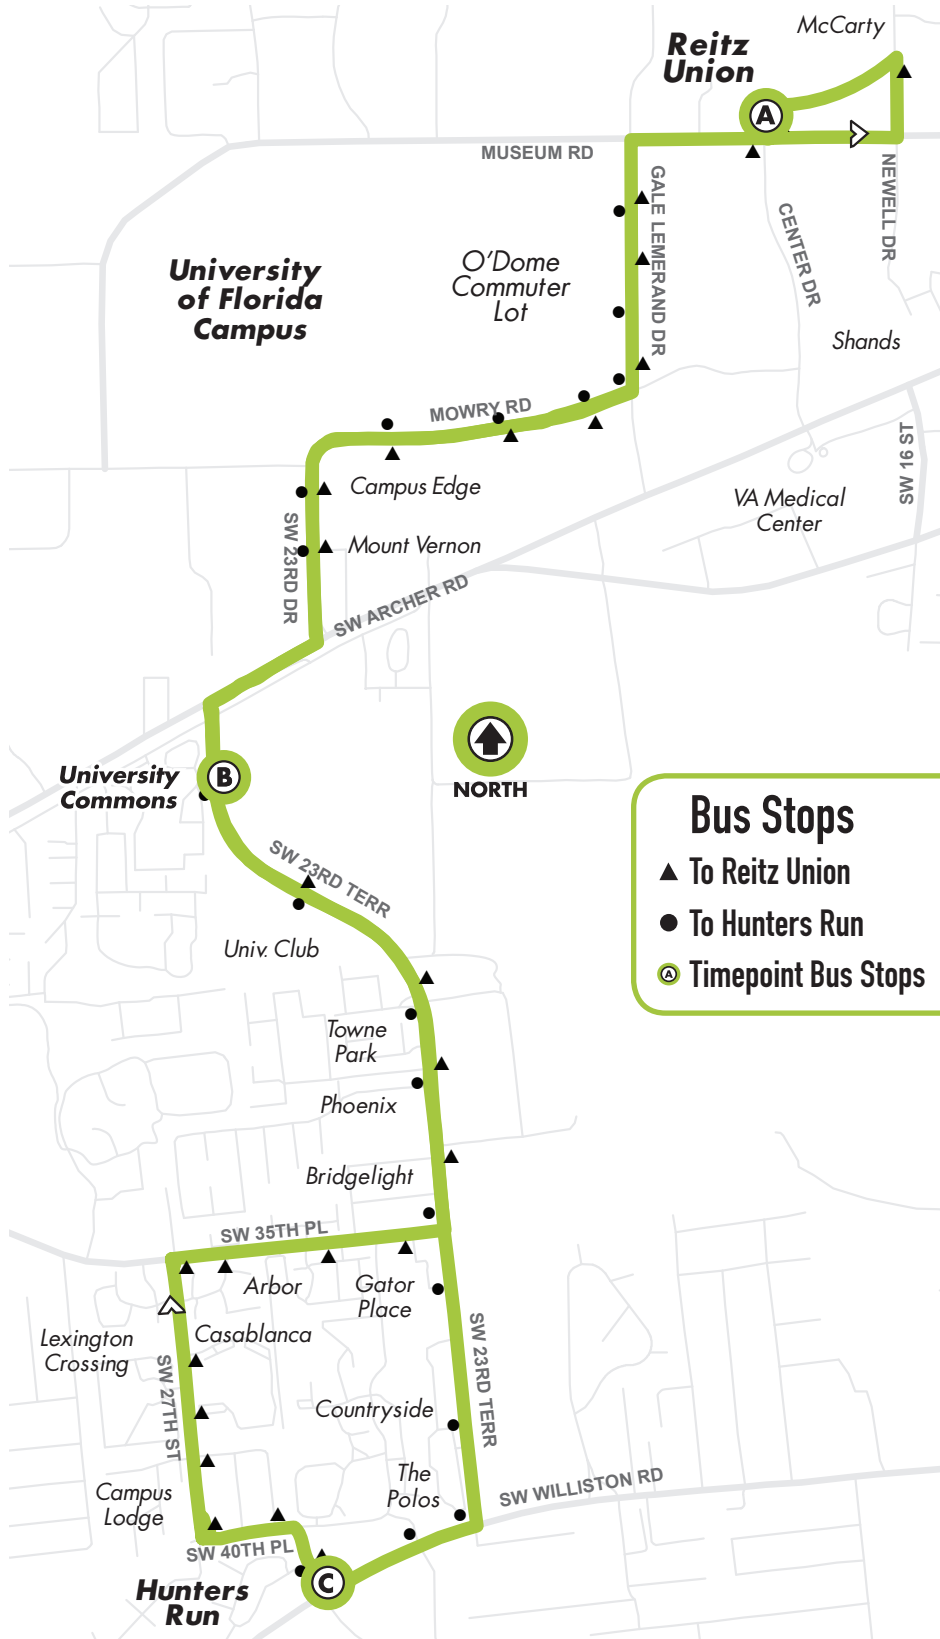 McCarty
Reitz
Union
A
MUSEUM RD
GALE LEMERAND DR
CENTER DR
NEWELL DR
University
of Florida
Campus
O'Dome
Commuter
Lot
Shands
MOWRY RD
SW 16 ST
Campus Edge
VA Medical
Center
SW 23RD DR
Mount Vernon
SW ARCHER RD
NORTH
University
Commons
B
Bus Stops
To Reitz Union
To Hunters Run
A
Timepoint Bus Stops
SW 23RD TERR
Univ. Club
Towne
Park
Phoenix
Bridgelight
SW 35TH PL
Arbor
Gator
Place
Lexington
Crossing
Casablanca
SW 27TH ST
SW 23RD TERR
Countryside
The
Polos
SW WILLISTON RD
Campus
Lodge
SW 40TH PL
Hunters
Run
C